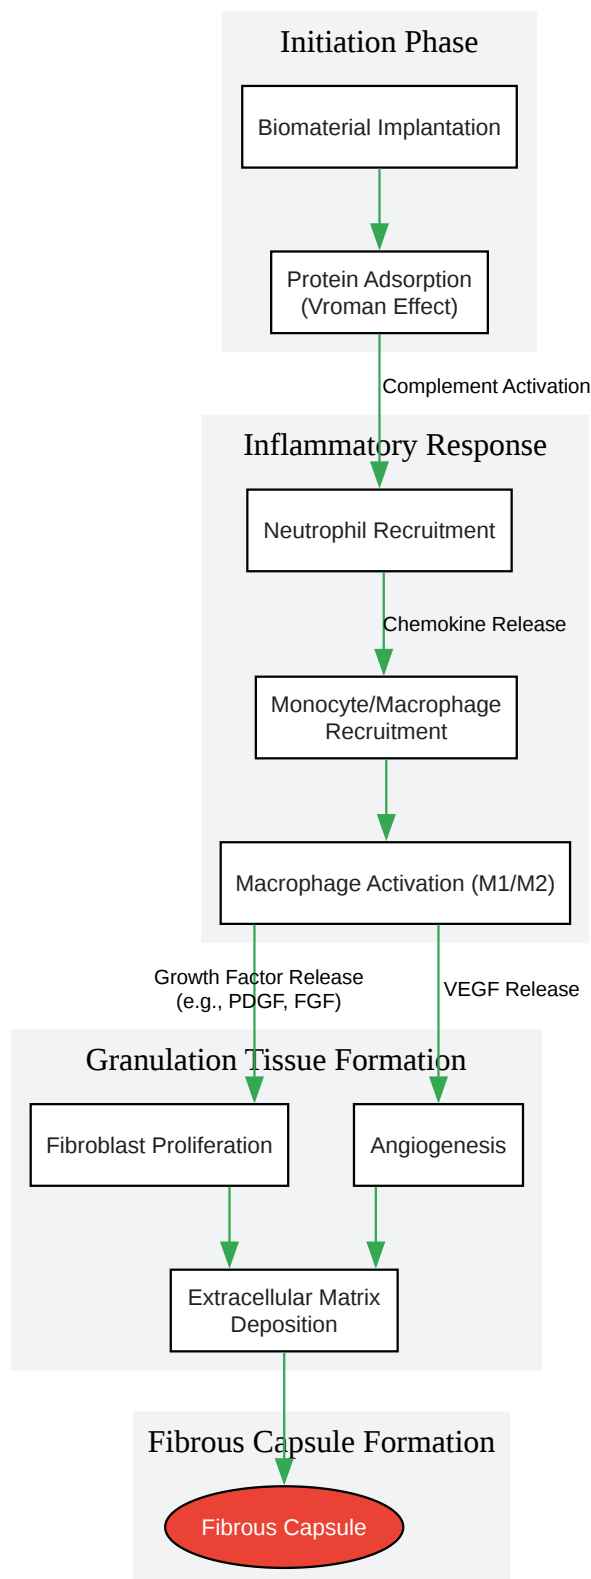 Initiation Phase
Biomaterial Implantation
Protein Adsorption
(Vroman Effect)
Complement Activation
Inflammatory Response
Neutrophil Recruitment
Chemokine Release
Monocyte/Macrophage
Recruitment
Macrophage Activation (M1/M2)
Growth Factor Release
(e.g., PDGF, FGF)
VEGF Release
Granulation Tissue Formation
Fibroblast Proliferation
Angiogenesis
Extracellular Matrix
Deposition
Fibrous Capsule Formation
Fibrous Capsule